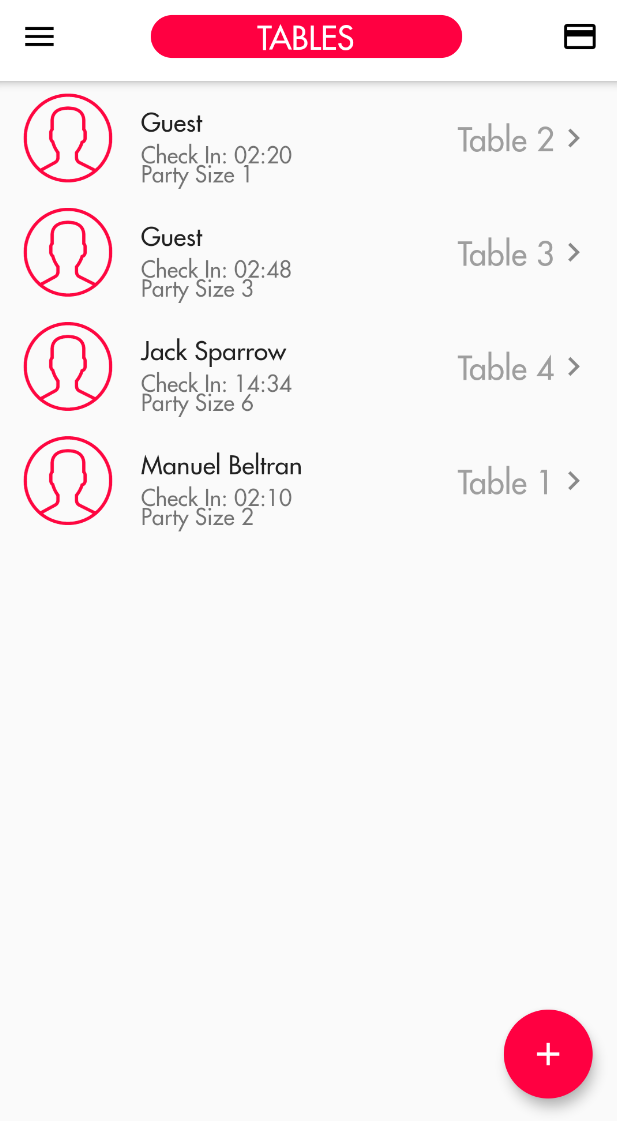 TABLES
Guest
Check In: 02:20
Party Size 1
Table 2
Guest
Check In: 02:48
Party Size 3
Table 3
Jack Sparrow
Check In: 14:34
Party Size 6
Table 4
Manuel Beltran
Check In: 02:10
Party Size 2
Table 1